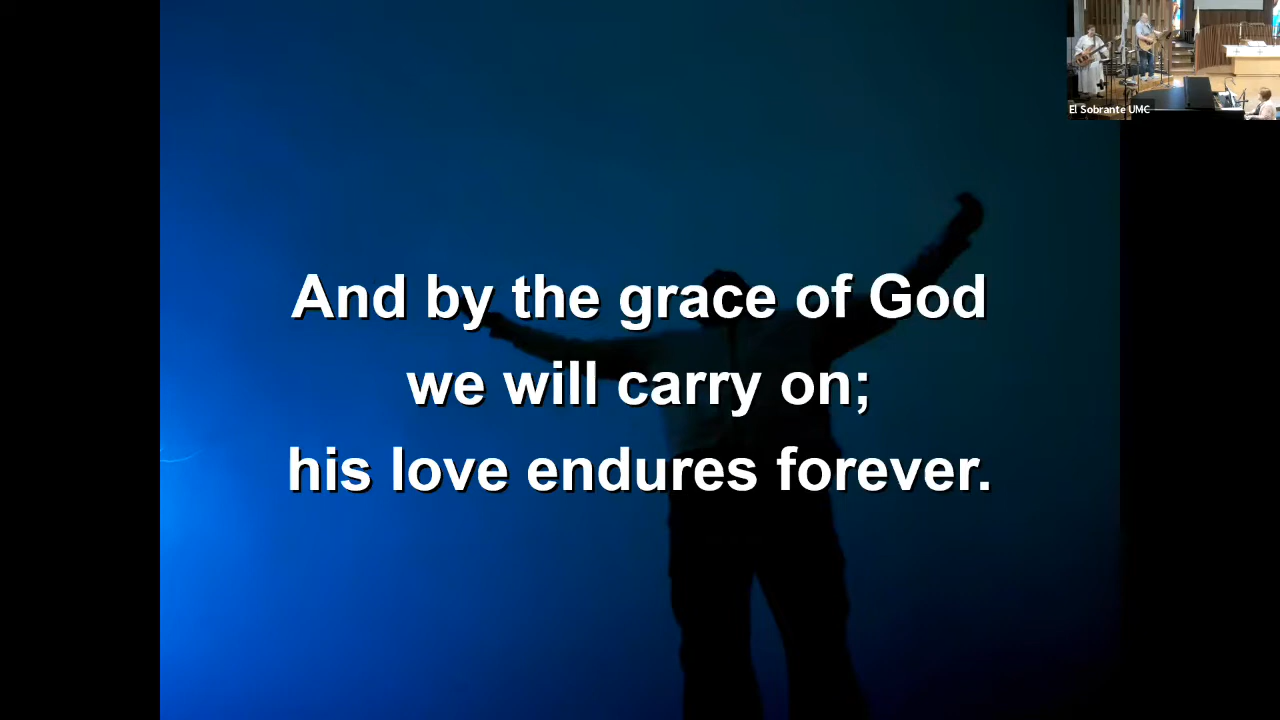 El Sobrante UMC
And by the grace of God
we will carry on;
his love endures forever.